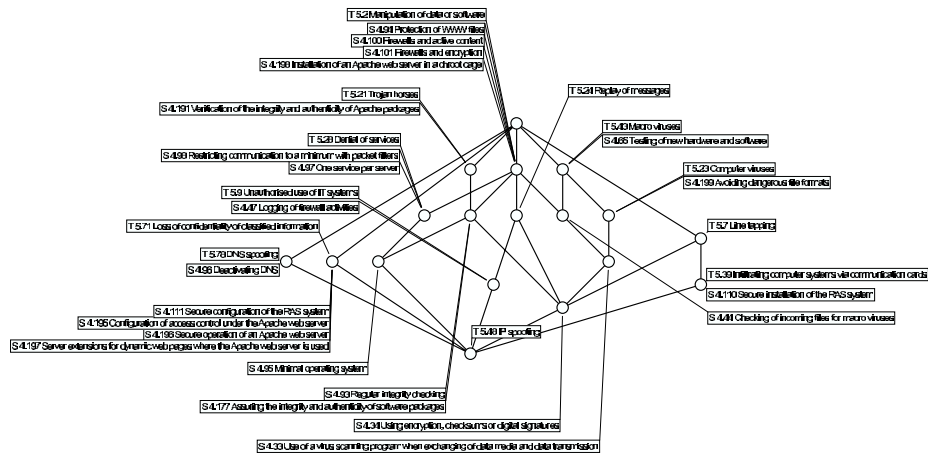 T 5.2 Manipulation of data or software
S 4.94 Protection of WWW files
S 4.100 Firewalls and active content
S 4.101 Firewalls and encryption
S 4.198 Installation of an Apache web server in a chroot cage
T 5.21 Trojan horses
T 5.24 Replay of messages
S 4.191 Verification of the integrity and authenticity of Apache packages
T 5.43 Macro viruses
T 5.28 Denial of services
S 4.65 Testing of new hardware and software
S 4.98 Restricting communication to a minimum with packet filters
S 4.97 One service per server
T 5.23 Computer viruses
S 4.199 Avoiding dangerous file formats
T 5.9 Unauthorised use of IT systems
S 4.47 Logging of firewall activities
T 5.71 Loss of confidentiality of classified information
T 5.7 Line tapping
T 5.78 DNS spoofing
S 4.96 Deactivating DNS
T 5.39 Infiltrating computer systems via communication cards
S 4.110 Secure installation of the RAS system
S 4.111 Secure configuration of the RAS system
S 4.195 Configuration of access control under the Apache web server
S 4.44 Checking of incoming files for macro viruses
S 4.196 Secure operation of an Apache web server
T 5.48 IP spoofing
S 4.197 Server extensions for dynamic web pages where the Apache web server is used
S 4.95 Minimal operating system
S 4.93 Regular integrity checking
S 4.177 Assuring the integrity and authenticity of software packages
S 4.34 Using encryption, checksums or digital signatures
S 4.33 Use of a virus scanning program when exchanging of data media and data transmission